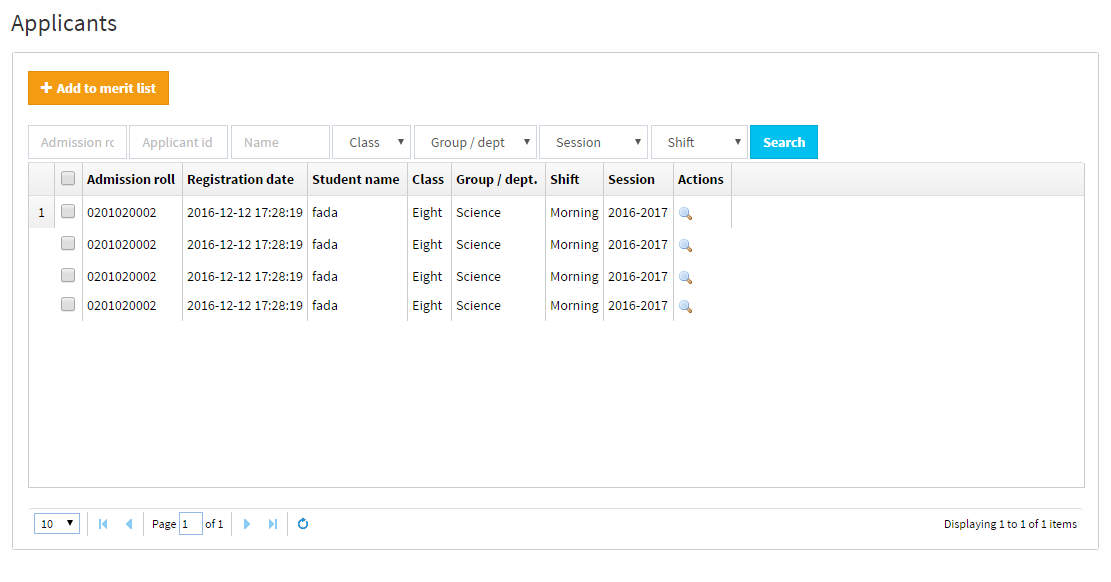 Applicants
+ Add to merit list
Admission rc Applicant id Name Class Group / dept Session Shift Search
Admission roll Registration date Student name Class Group / dept. Shift Session Actions
1 0201020002 2016-12-12 17:28:19 fada Eight Science Morning 2016-2017
0201020002 2016-12-12 17:28:19 fada Eight Science Morning 2016-2017
0201020002 2016-12-12 17:28:19 fada Eight Science Morning 2016-2017
0201020002 2016-12-12 17:28:19 fada Eight Science Morning 2016-2017
10 Page 1 of 1 Displaying 1 to 1 of 1 items